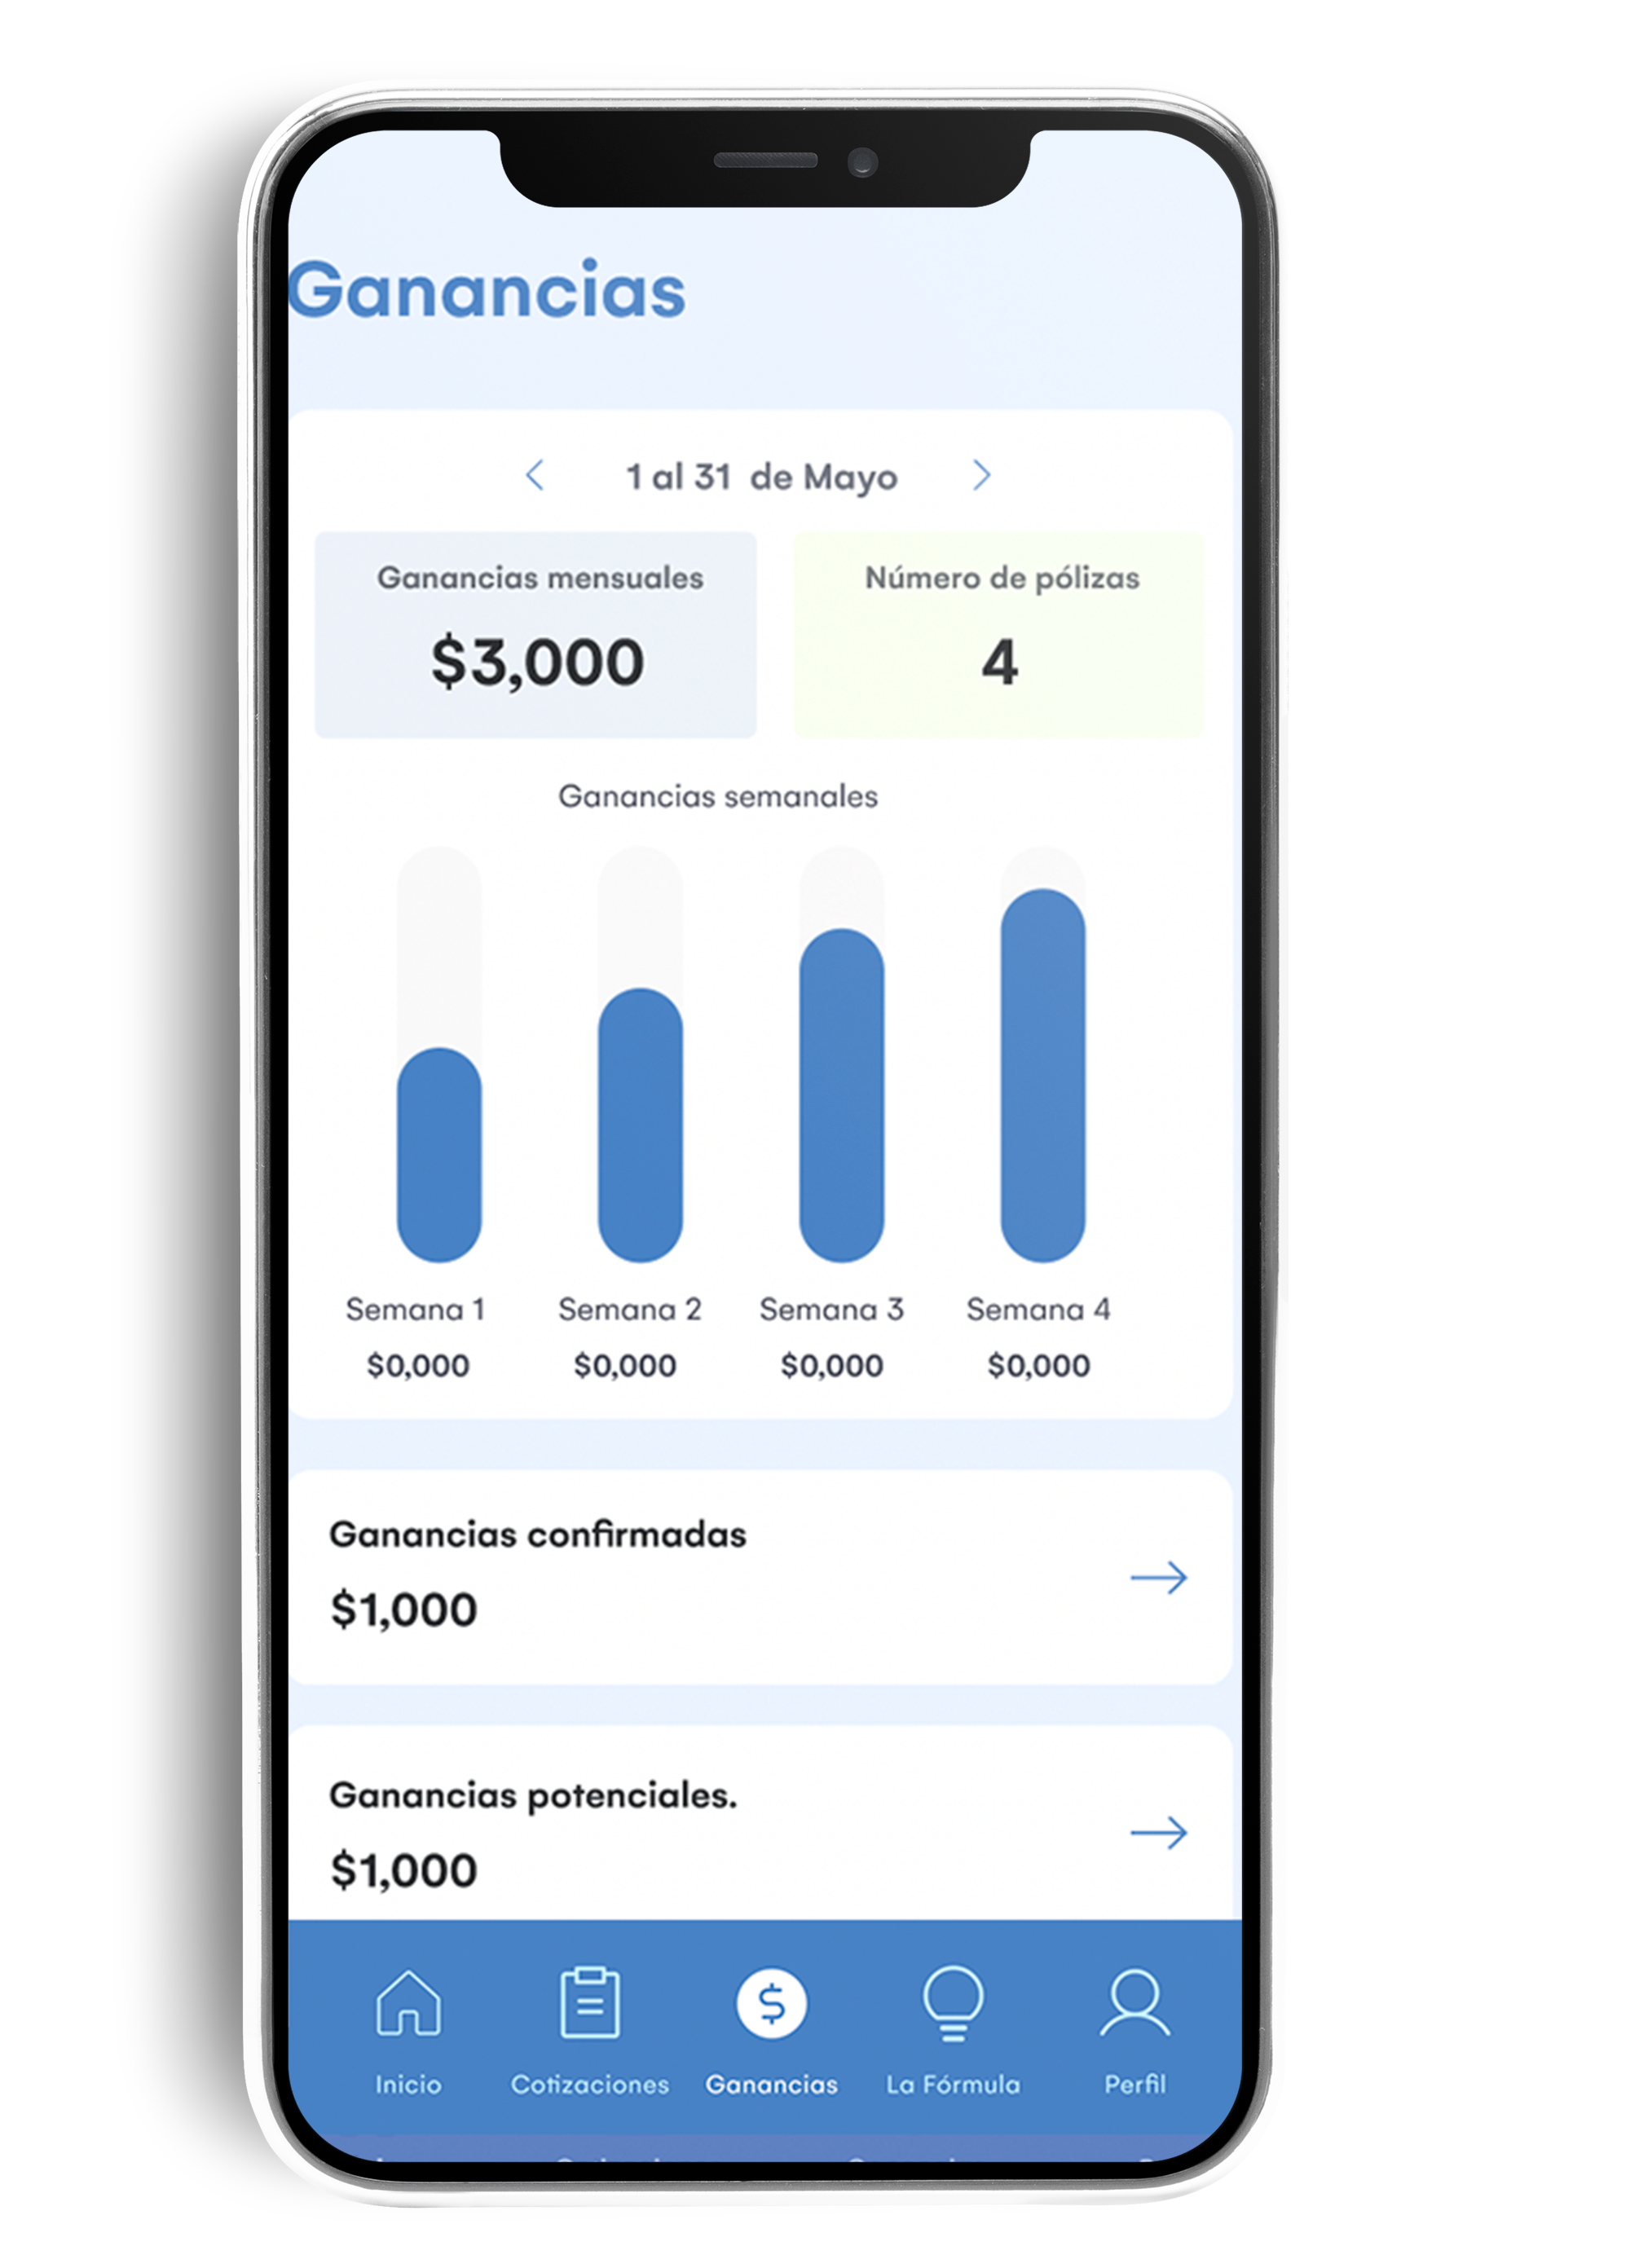 Ganancias
1 al 31 de Mayo
Ganancias mensuales
$3,000
Número de pólizas
4
Ganancias semanales
Semana 1
Semana 2
Semana 3
Semana 4
$0,000
$0,000
$0,000
$0,000
Ganancias confirmadas
$1,000
Ganancias potenciales.
$1,000
Inicio
Cotizaciones
Ganancias
La Fórmula
Perfil